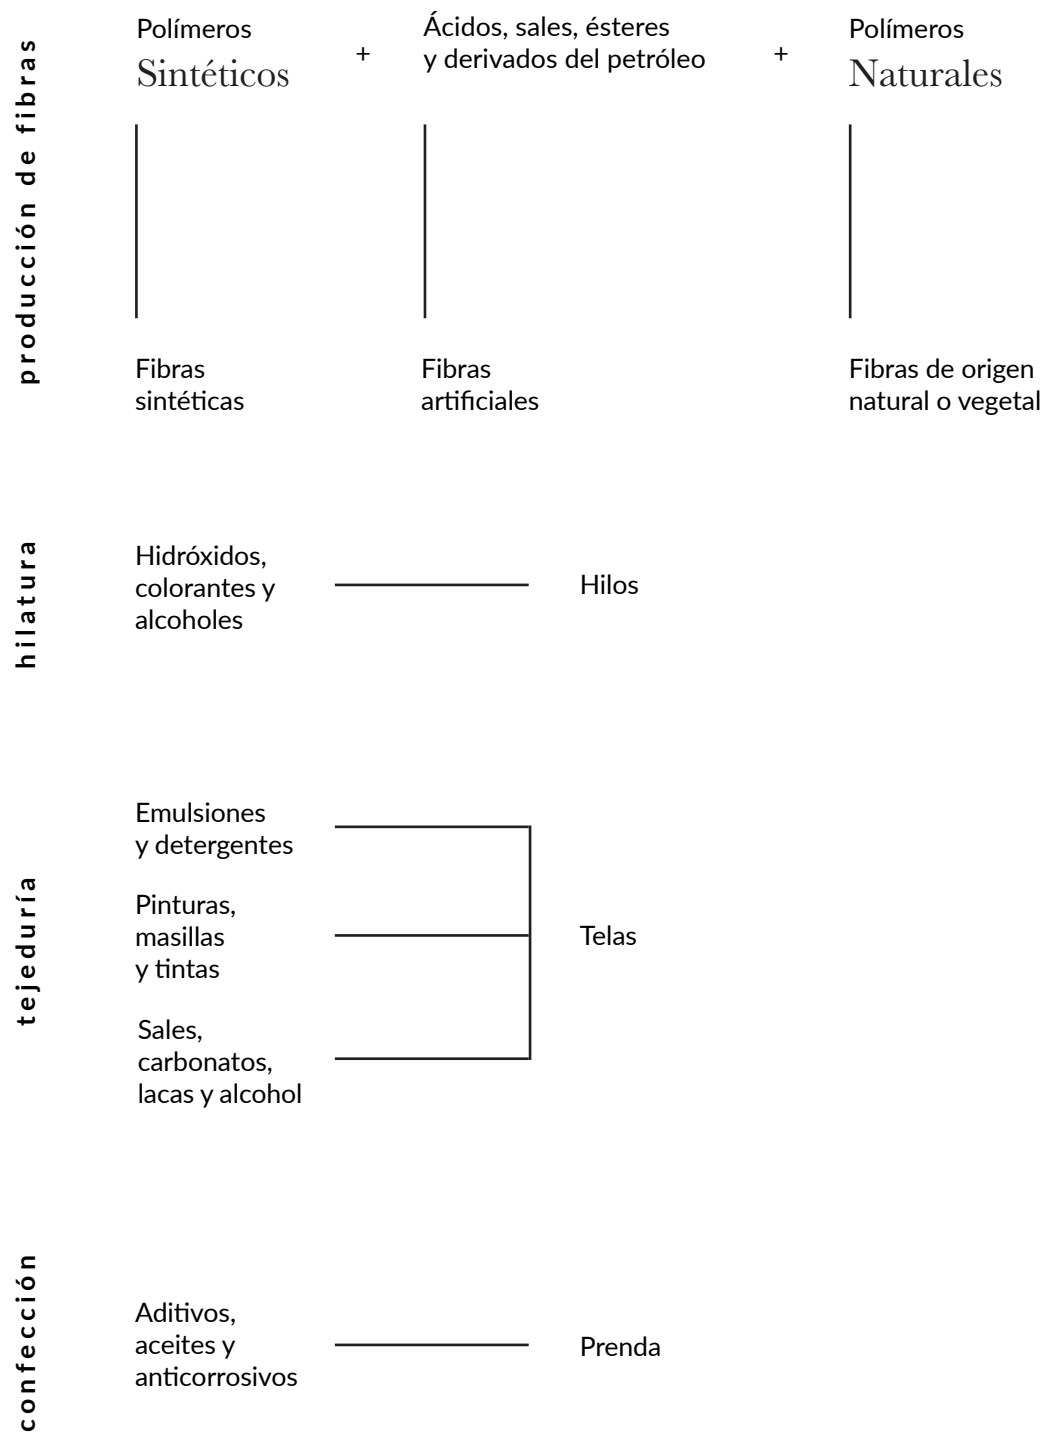 producción de fibras
Polímeros
Sintéticos
+
Ácidos, sales, ésteres
y derivados del petróleo
+
Polímeros
Naturales
Fibras
sintéticas
Fibras
artificiales
Fibras de origen
natural o vegetal
hilatura
Hidróxidos,
colorantes y
alcoholes
Hilos
tejeduría
Emulsiones
y detergentes
Pinturas,
masillas
y tintas
Sales,
carbonatos,
lacas y alcohol
Telas
confección
Aditivos,
aceites y
anticorrosivos
Prenda